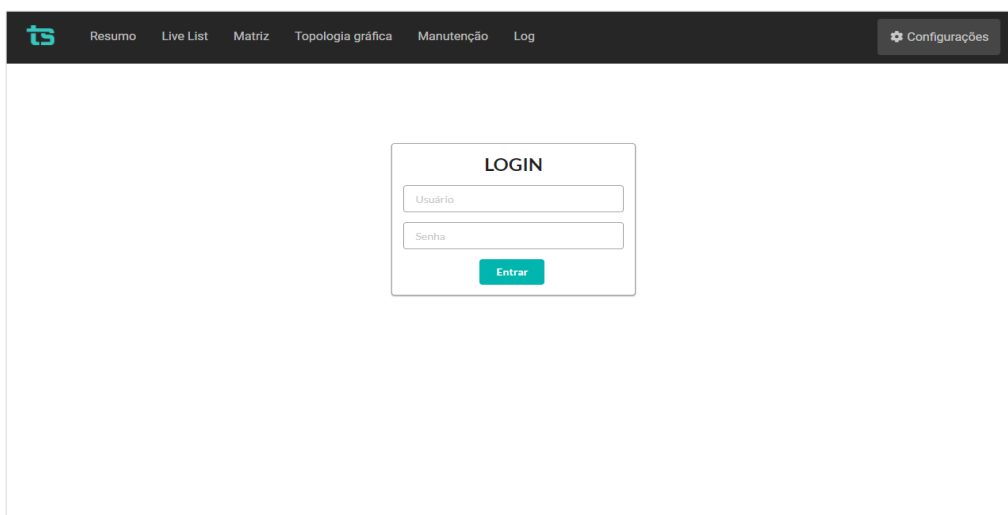 ts Resumo Live List Matriz Topologia gráfica Manutenção Log Configurações
LOGIN
Usuário
Senha
Entrar